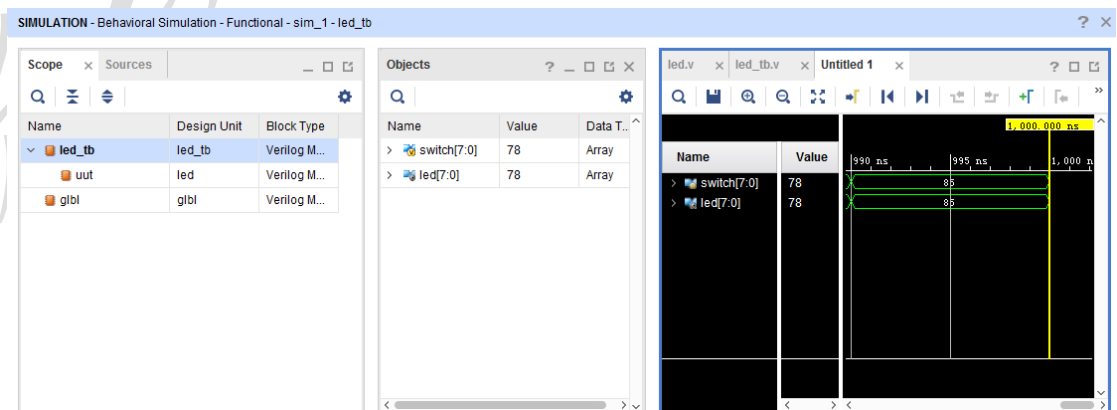 SIMULATION - Behavioral Simulation - Functional - sim_1 - led_tb ? ×
Scope × Sources
Name Design Unit Block Type
led_tb led_tb Verilog M...
uut led Verilog M...
glbl glbl Verilog M...
Objects ? ×
Name Value Data T..
switch[7:0] 78 Array
led[7:0] 78 Array
led.v × led_tb.v × Untitled 1 × ?
»
1,000.000 ns
Name Value 990 ns 995 ns 1,000 n
switch[7:0] 78 85
led[7:0] 78 85